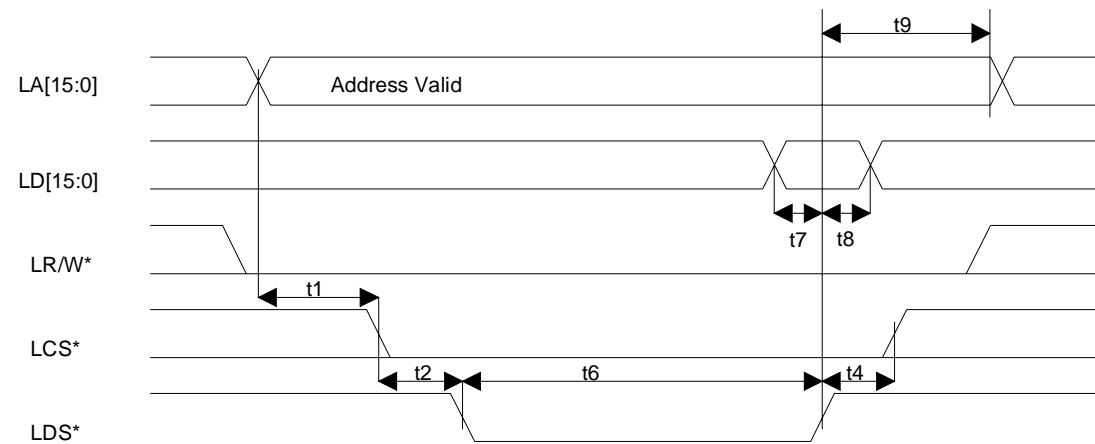 t9
LA[15:0]
Address Valid
LD[15:0]
t7
t8
LR/W*
t1
LCS*
t2
t6
t4
LDS*